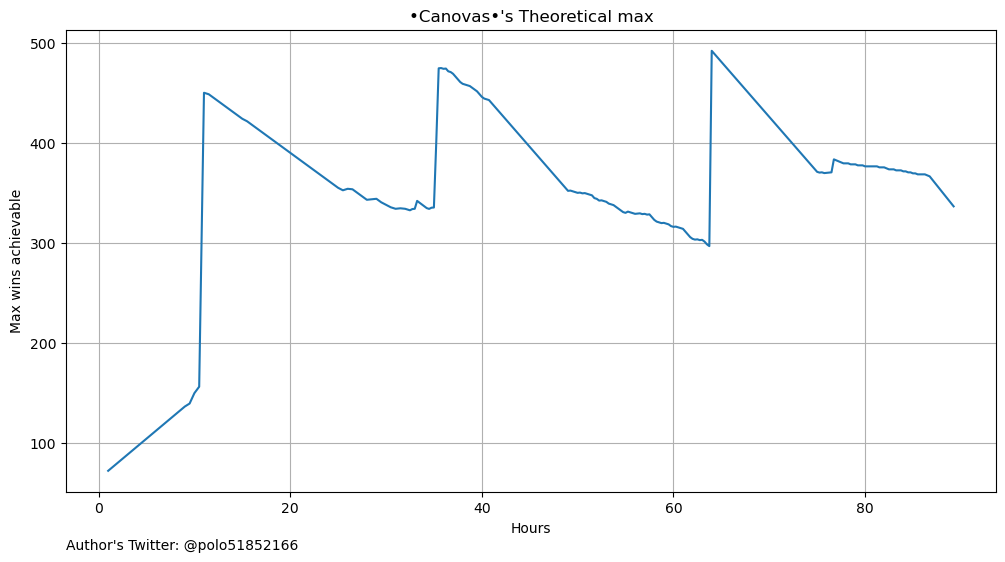 •Canovas•'s Theoretical max
Max wins achievable
500
400
300
200
100
0 20 40 60 80
Hours
Author's Twitter: @polo51852166